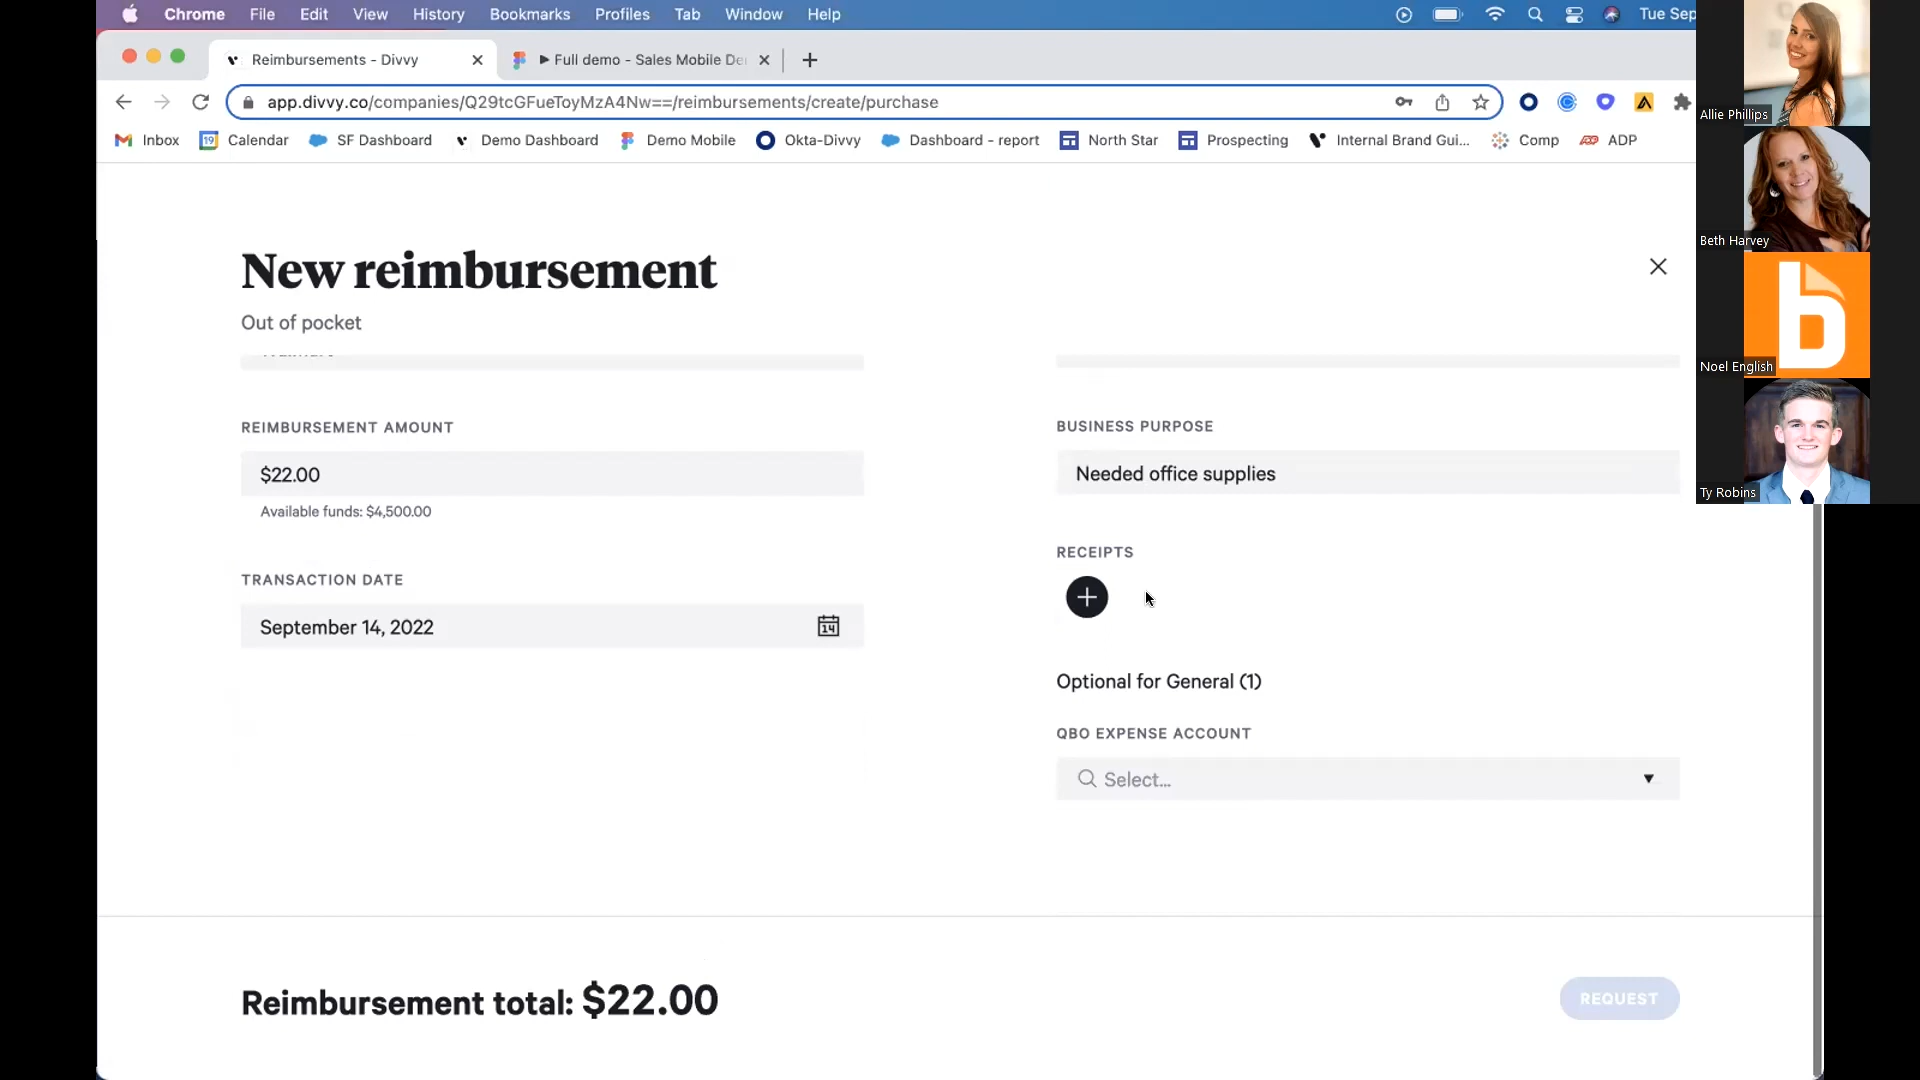 Chrome File Edit View History Bookmarks Profiles Tab Window Help
Tue Sep
Reimbursements - Divvy
Full demo - Sales Mobile De
app.divvy.co/companies/Q29tcGFueToyMzA4Nw==/reimbursements/create/purchase
Inbox
19 Calendar
SF Dashboard
Demo Dashboard
Demo Mobile
Okta-Divvy
Dashboard - report
North Star
Prospecting
Internal Brand Gui...
Comp
ADP ADP
Allie Phillips
Beth Harvey
b
Noel English
Ty Robins
New reimbursement
Out of pocket
REIMBURSEMENT AMOUNT
$22.00
Available funds: $4,500.00
TRANSACTION DATE
September 14, 2022
14
BUSINESS PURPOSE
Needed office supplies
RECEIPTS
Optional for General (1)
QBO EXPENSE ACCOUNT
Select...
Reimbursement total: $22.00
REQUEST